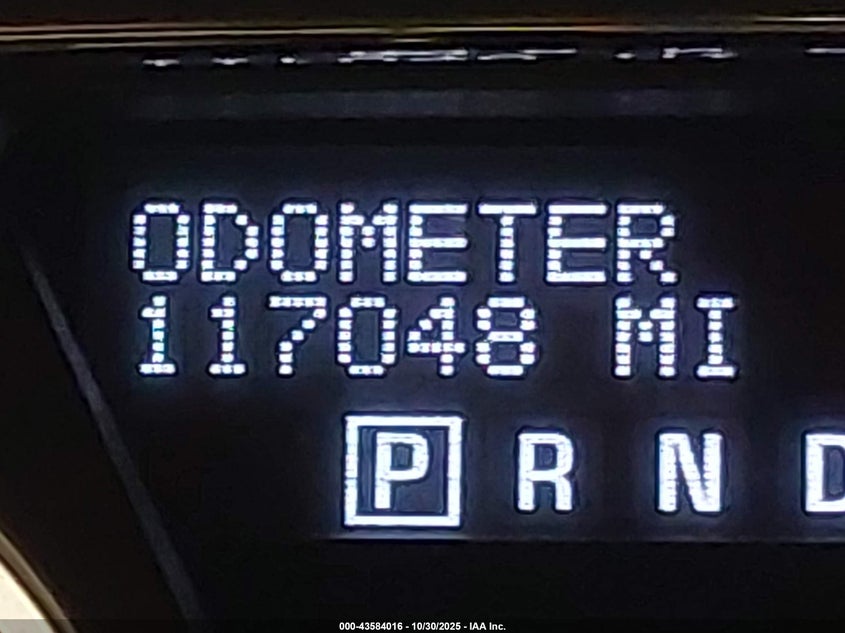 ODOMETER
117048 MI
P R N D
000-43584016 - 10/30/2025 - IAA Inc.